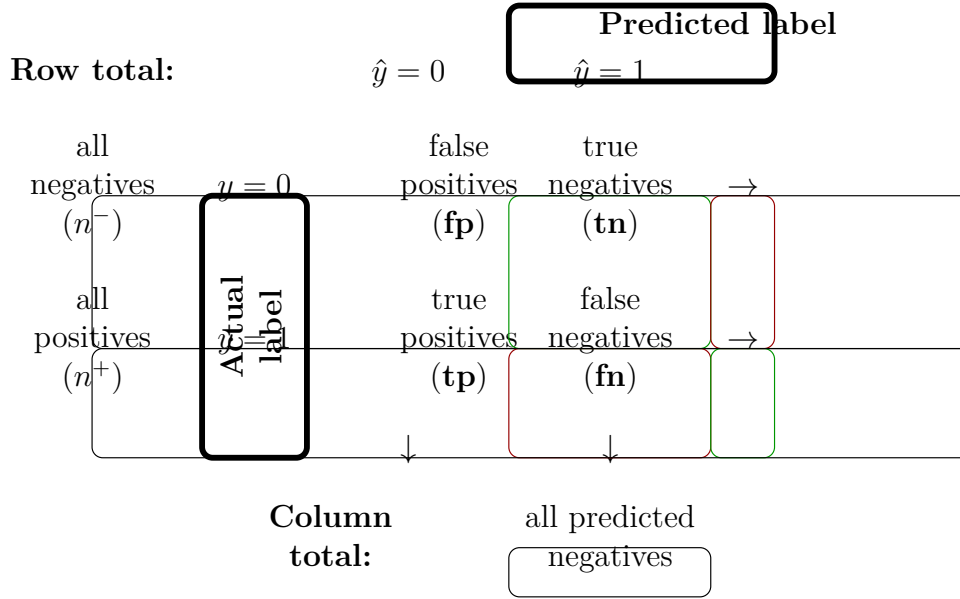 Predicted label
Row total:
ŷ = 0
ŷ = 1
all
negatives
(n⁻)
y = 0
false
positives
(fp)
true
negatives
(tn)
→
Actual
label
all
positives
(n⁺)
y = 1
true
positives
(tp)
false
negatives
(fn)
→
↓
↓
Column
total:
all predicted
negatives